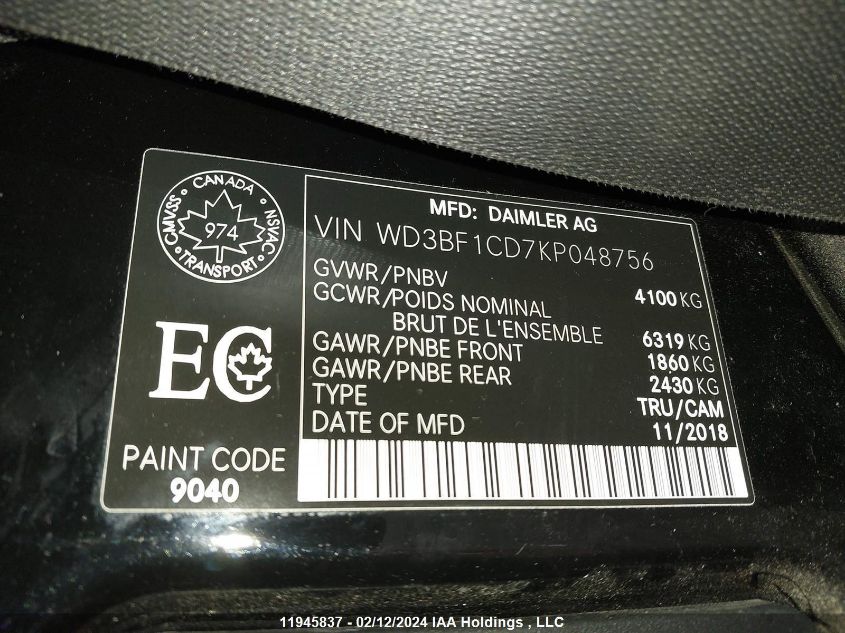 CMVSS CANADA NSVAC
974
TRANSPORT
EC
PAINT CODE
9040
MFD: DAIMLER AG
VIN WD3BF1CD7KP048756
GVWR/PNBV 4100 KG
GCWR/POIDS NOMINAL
BRUT DE L'ENSEMBLE 6319 KG
GAWR/PNBE FRONT 1860 KG
GAWR/PNBE REAR 2430 KG
TYPE TRU/CAM
DATE OF MFD 11/2018
11945837 - 02/12/2024 IAA Holdings , LLC